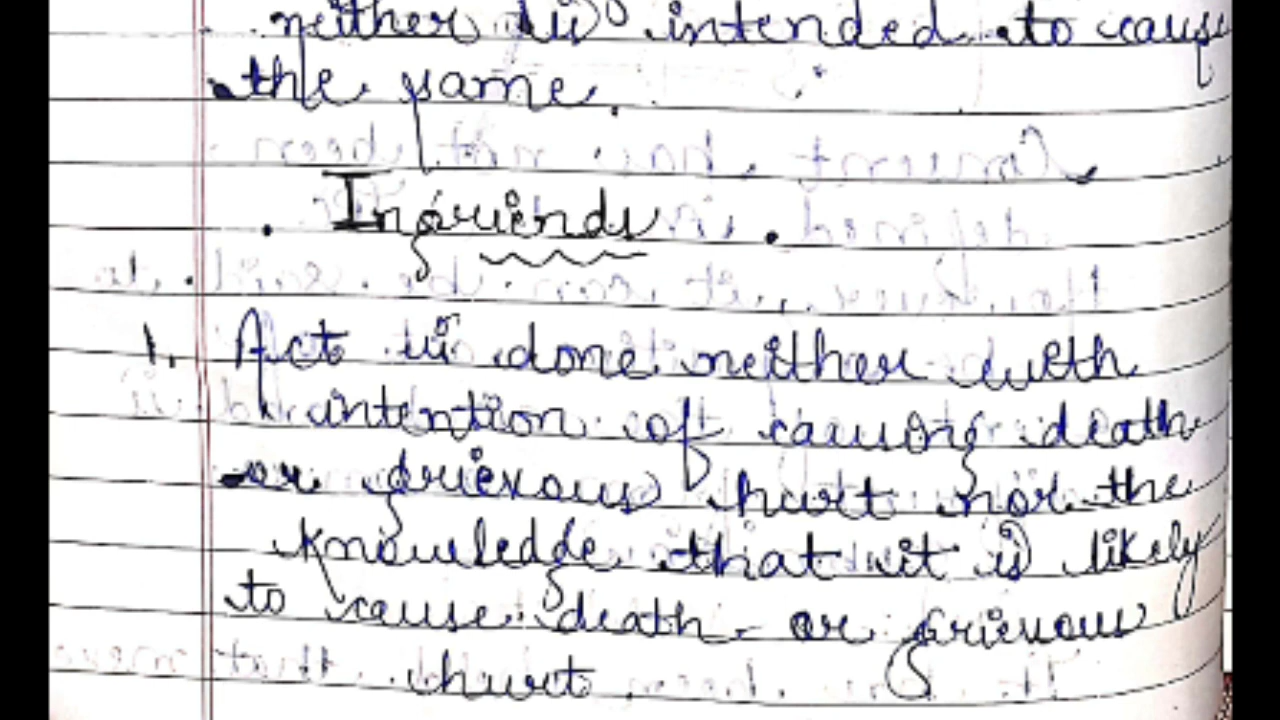 neither is intended to cause
the same.
Ingriends
1. Act is done neither with
intention of causing death
or grievous hurt nor the
knowledge that it is likely
to cause death or grievous
hurt